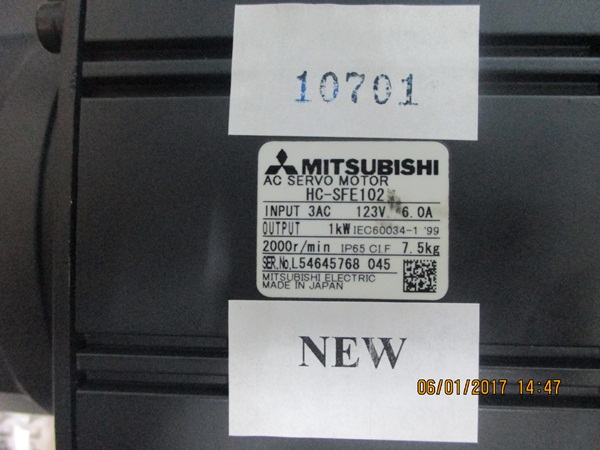 10701
MITSUBISHI
AC SERVO MOTOR
HC-SFE102
INPUT 3AC 123V 6.0A
OUTPUT 1kW IEC60034-1 '99
2000r/min IP65 CI.F 7.5kg
SER.No.L54645768 045
MITSUBISHI ELECTRIC
MADE IN JAPAN
NEW
06/01/2017 14:47